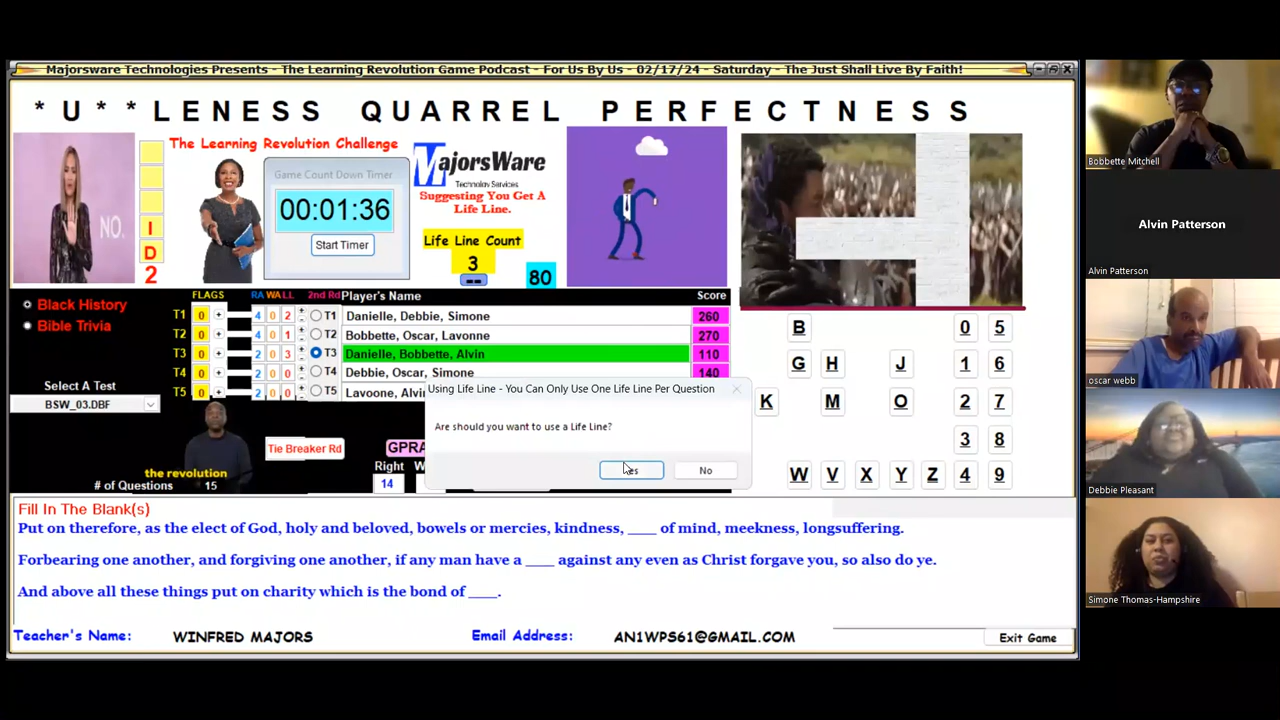 Majorsware Technologies Presents - The Learning Revolution Game Podcast - For Us By Us - 02/17/24 - Saturday - The Just Shall Live By Faith!
* U * * LENESS QUARREL PERFECTNESS
NO.
I
D
2
The Learning Revolution Challenge
Game Count Down Timer
00:01:36
Start Timer
MajorsWare
Technology Services
Suggesting You Get A
Life Line.
Life Line Count
3
80
Black History
Bible Trivia
Select A Test
BSW_03.DBF
FLAGS RA WA LL 2nd Rd Player's Name Score
T1 0 + 4 0 2 T1 Danielle, Debbie, Simone 260
T2 0 + 4 0 1 T2 Bobbette, Oscar, Lavonne 270
T3 0 + 2 0 3 T3 Danielle, Bobbette, Alvin 110
T4 0 + 2 0 0 T4 Debbie, Oscar, Simone 140
T5 0 + 2 0 0 T5 Lavoone, Alvi
Using Life Line - You Can Only Use One Life Line Per Question
Are should you want to use a Life Line?
No
the revolution
# of Questions 15
Tie Breaker Rd
GPRA
Right
14
B 0 5
G H J 1 6
K M O 2 7
3 8
W V X Y Z 4 9
Fill In The Blank(s)
Put on therefore, as the elect of God, holy and beloved, bowels or mercies, kindness, ____ of mind, meekness, longsuffering.
Forbearing one another, and forgiving one another, if any man have a ____ against any even as Christ forgave you, so also do ye.
And above all these things put on charity which is the bond of ____.
Teacher's Name: WINFRED MAJORS Email Address: AN1WPS61@GMAIL.COM
Exit Game
Bobbette Mitchell
Alvin Patterson
Alvin Patterson
oscar webb
Debbie Pleasant
Simone Thomas-Hampshire